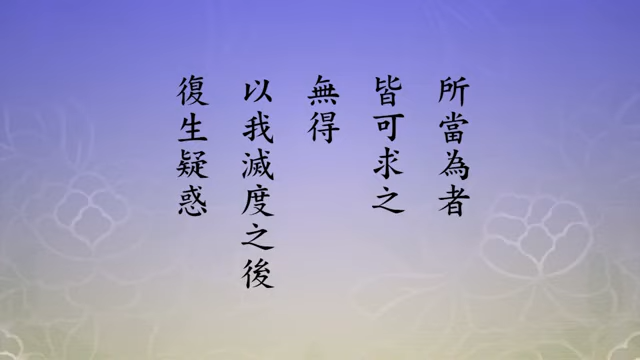 所當為者
皆可求之
無得
以我滅度之後
復生疑惑